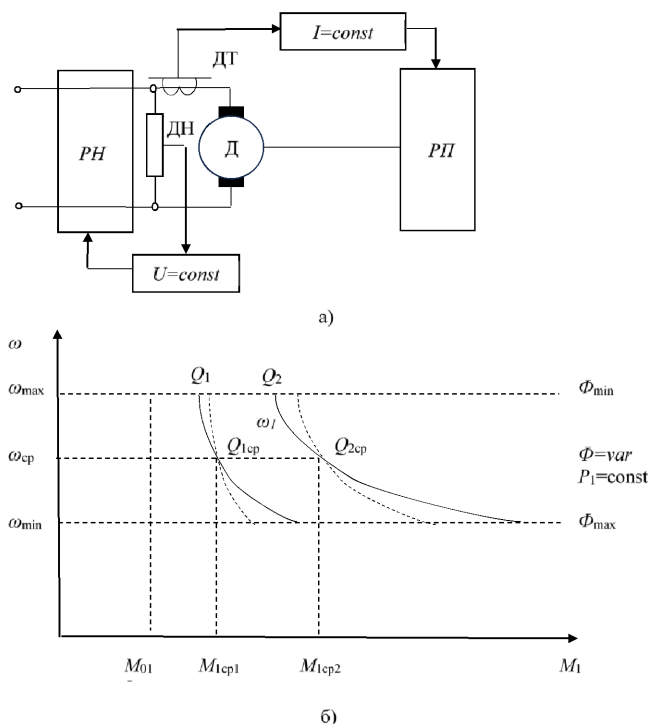 I=const
ДТ
РН
ДН
Д
РП
U=const
а)
ω
ωmax
Q1
Q2
Φmin
ω1
ωср
Q1ср
Q2ср
Φ=var
P1=const
ωmin
Φmax
M01
M1ср1
M1ср2
M1
б)